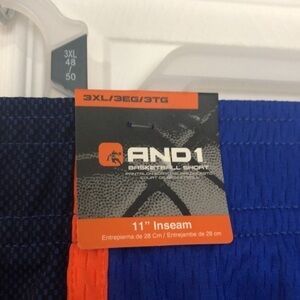 3XL
48
/
50
3XL/3EG/3TG
AND1
BASKETBALL SHORT
11" Inseam
Entrepierna de 28 Cm / Entrejambe de 28 cm